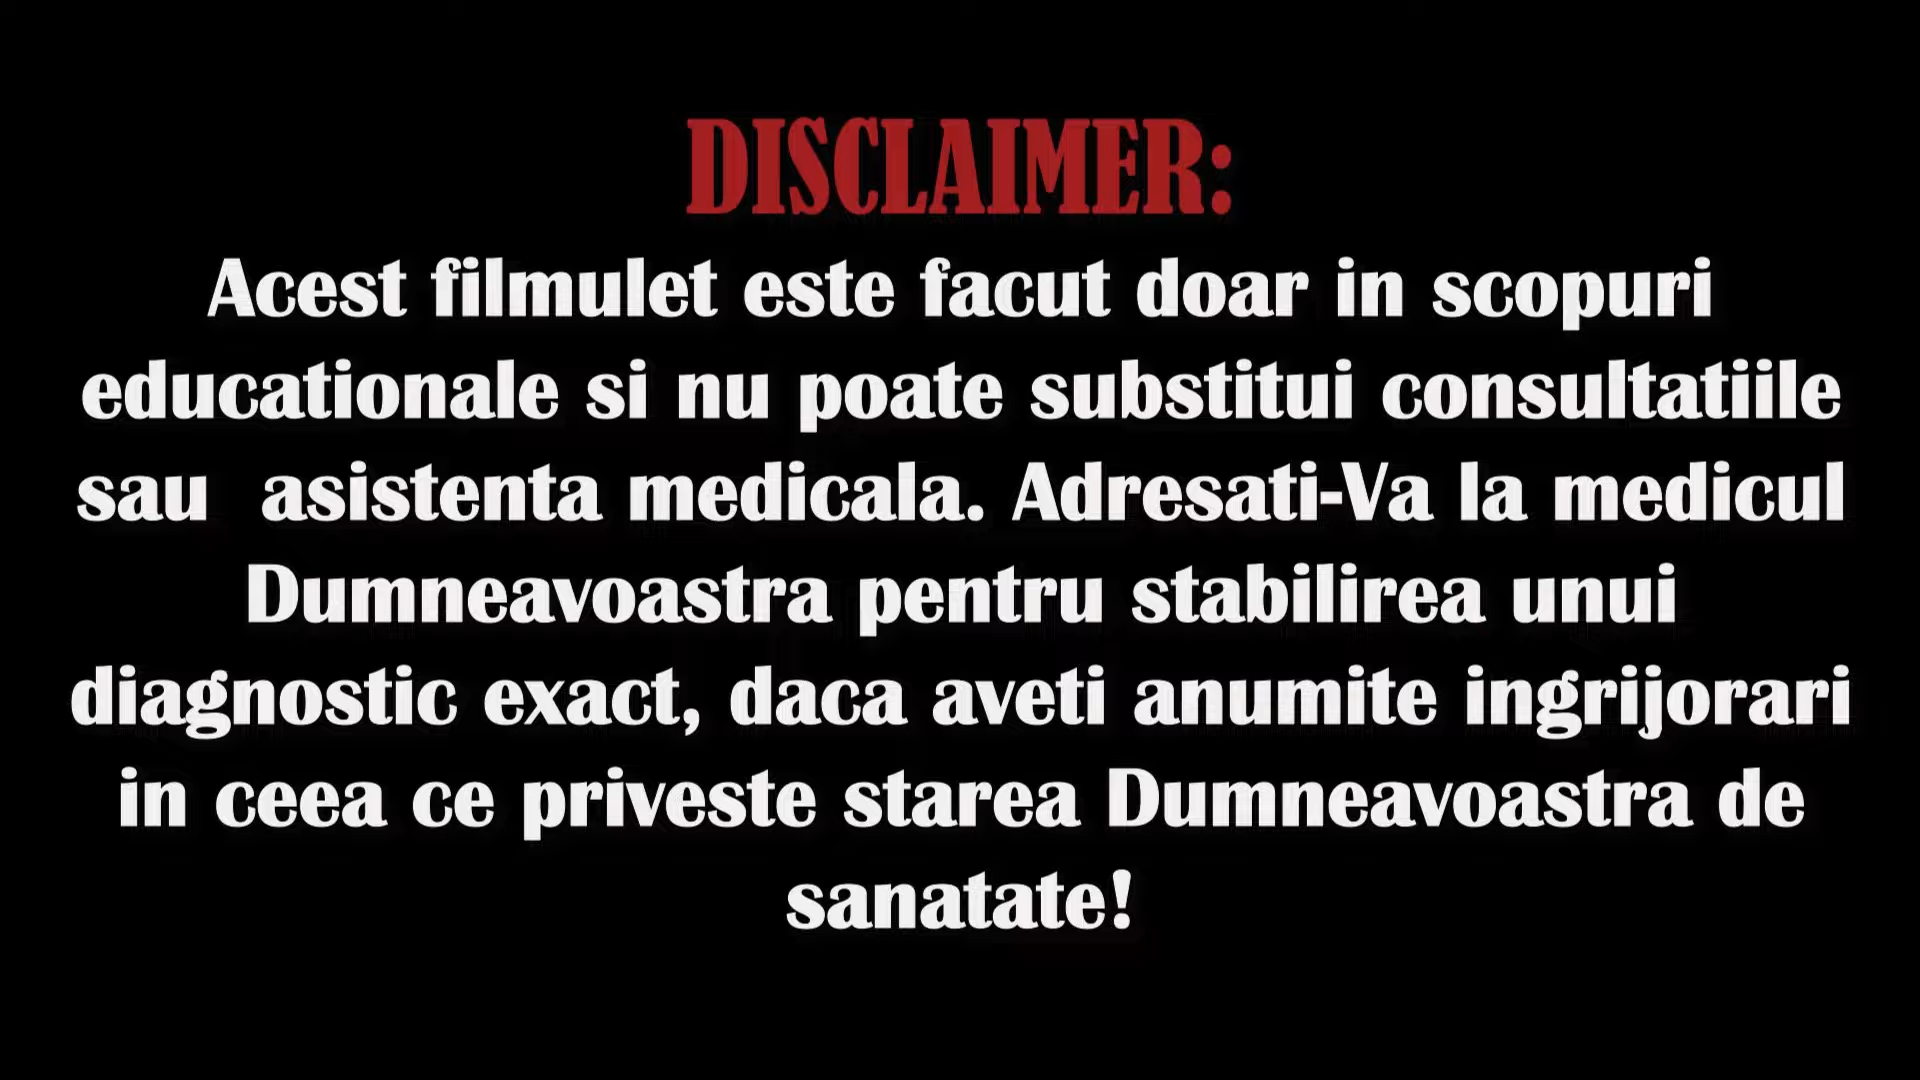 DISCLAIMER:
Acest filmulet este facut doar in scopuri
educationale si nu poate substitui consultatiile
sau  asistenta medicala. Adresati-Va la medicul
Dumneavoastra pentru stabilirea unui
diagnostic exact, daca aveti anumite ingrijorari
in ceea ce priveste starea Dumneavoastra de
sanatate!